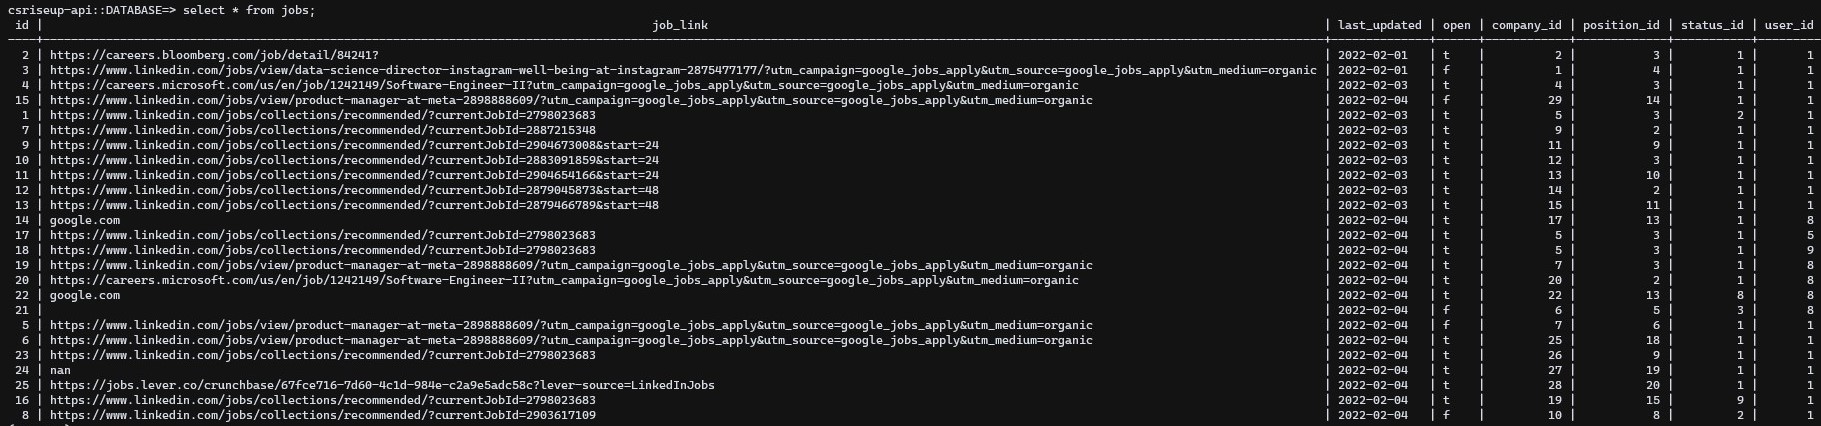 csriseup-api::DATABASE=> select * from jobs;
id | job_link | last_updated | open | company_id | position_id | status_id | user_id
2 | https://careers.bloomberg.com/job/detail/84241? | 2022-02-01 | t | 2 | 3 | 1 | 1
3 | https://www.linkedin.com/jobs/view/data-science-director-instagram-well-being-at-instagram-2875477177/?utm_campaign=google_jobs_apply&utm_source=google_jobs_apply&utm_medium=organic | 2022-02-01 | f | 1 | 4 | 1 | 1
4 | https://careers.microsoft.com/us/en/job/1242149/Software-Engineer-II?utm_campaign=google_jobs_apply&utm_source=google_jobs_apply&utm_medium=organic | 2022-02-03 | t | 4 | 3 | 1 | 1
15 | https://www.linkedin.com/jobs/view/product-manager-at-meta-2898888609/?utm_campaign=google_jobs_apply&utm_source=google_jobs_apply&utm_medium=organic | 2022-02-04 | f | 29 | 14 | 1 | 1
1 | https://www.linkedin.com/jobs/collections/recommended/?currentJobId=2798023683 | 2022-02-03 | t | 5 | 3 | 2 | 1
7 | https://www.linkedin.com/jobs/collections/recommended/?currentJobId=2887215348 | 2022-02-03 | t | 9 | 2 | 1 | 1
9 | https://www.linkedin.com/jobs/collections/recommended/?currentJobId=2904673008&start=24 | 2022-02-03 | t | 11 | 9 | 1 | 1
10 | https://www.linkedin.com/jobs/collections/recommended/?currentJobId=2883091859&start=24 | 2022-02-03 | t | 12 | 3 | 1 | 1
11 | https://www.linkedin.com/jobs/collections/recommended/?currentJobId=2904654166&start=24 | 2022-02-03 | t | 13 | 10 | 1 | 1
12 | https://www.linkedin.com/jobs/collections/recommended/?currentJobId=2879045873&start=48 | 2022-02-03 | t | 14 | 2 | 1 | 1
13 | https://www.linkedin.com/jobs/collections/recommended/?currentJobId=2879466789&start=48 | 2022-02-03 | t | 15 | 11 | 1 | 1
14 | google.com | 2022-02-04 | t | 17 | 13 | 1 | 8
17 | https://www.linkedin.com/jobs/collections/recommended/?currentJobId=2798023683 | 2022-02-04 | t | 5 | 3 | 1 | 5
18 | https://www.linkedin.com/jobs/collections/recommended/?currentJobId=2798023683 | 2022-02-04 | t | 5 | 3 | 1 | 9
19 | https://www.linkedin.com/jobs/view/product-manager-at-meta-2898888609/?utm_campaign=google_jobs_apply&utm_source=google_jobs_apply&utm_medium=organic | 2022-02-04 | t | 7 | 3 | 1 | 8
20 | https://careers.microsoft.com/us/en/job/1242149/Software-Engineer-II?utm_campaign=google_jobs_apply&utm_source=google_jobs_apply&utm_medium=organic | 2022-02-04 | t | 20 | 2 | 1 | 8
22 | google.com | 2022-02-04 | t | 22 | 13 | 8 | 8
21 | | 2022-02-04 | f | 6 | 5 | 3 | 8
5 | https://www.linkedin.com/jobs/view/product-manager-at-meta-2898888609/?utm_campaign=google_jobs_apply&utm_source=google_jobs_apply&utm_medium=organic | 2022-02-04 | f | 7 | 6 | 1 | 1
6 | https://www.linkedin.com/jobs/view/product-manager-at-meta-2898888609/?utm_campaign=google_jobs_apply&utm_source=google_jobs_apply&utm_medium=organic | 2022-02-04 | t | 25 | 18 | 1 | 1
23 | https://www.linkedin.com/jobs/collections/recommended/?currentJobId=2798023683 | 2022-02-04 | t | 26 | 9 | 1 | 1
24 | nan | 2022-02-04 | t | 27 | 19 | 1 | 1
25 | https://jobs.lever.co/crunchbase/67fce716-7d60-4c1d-984e-c2a9e5adc58c?lever-source=LinkedInJobs | 2022-02-04 | t | 28 | 20 | 1 | 1
16 | https://www.linkedin.com/jobs/collections/recommended/?currentJobId=2798023683 | 2022-02-04 | t | 19 | 15 | 9 | 1
8 | https://www.linkedin.com/jobs/collections/recommended/?currentJobId=2903617109 | 2022-02-04 | f | 10 | 8 | 2 | 1